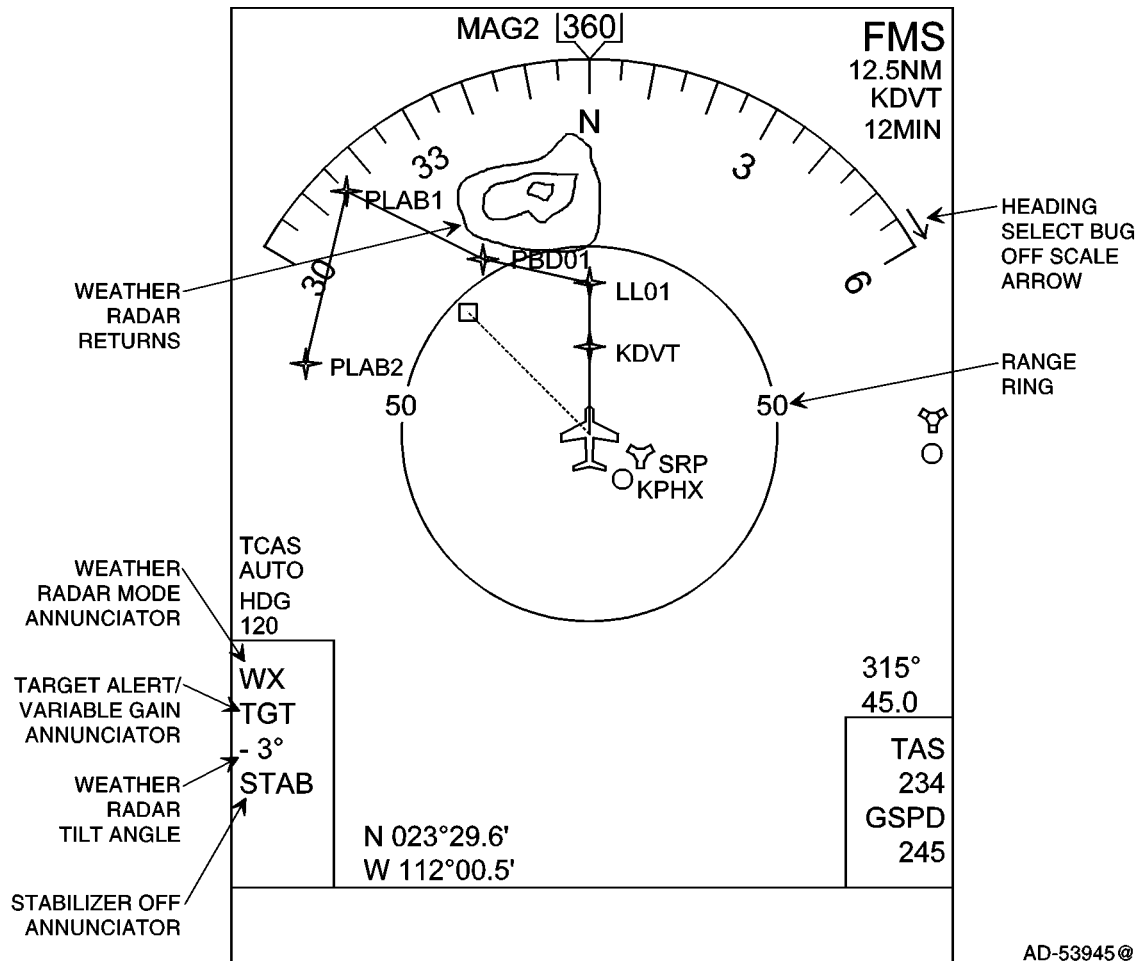 MAG2 360
FMS
12.5NM
KDVT
12MIN
N
33
3
30
6
PLAB1
PBD01
LL01
KDVT
PLAB2
50
50
SRP
KPHX
HEADING
SELECT BUG
OFF SCALE
ARROW
WEATHER
RADAR
RETURNS
RANGE
RING
TCAS
AUTO
HDG
120
WEATHER
RADAR MODE
ANNUNCIATOR
WX
TARGET ALERT/
VARIABLE GAIN
ANNUNCIATOR
TGT
- 3°
STAB
WEATHER
RADAR
TILT ANGLE
STABILIZER OFF
ANNUNCIATOR
315°
45.0
TAS
234
GSPD
245
N 023°29.6'
W 112°00.5'
AD-53945@